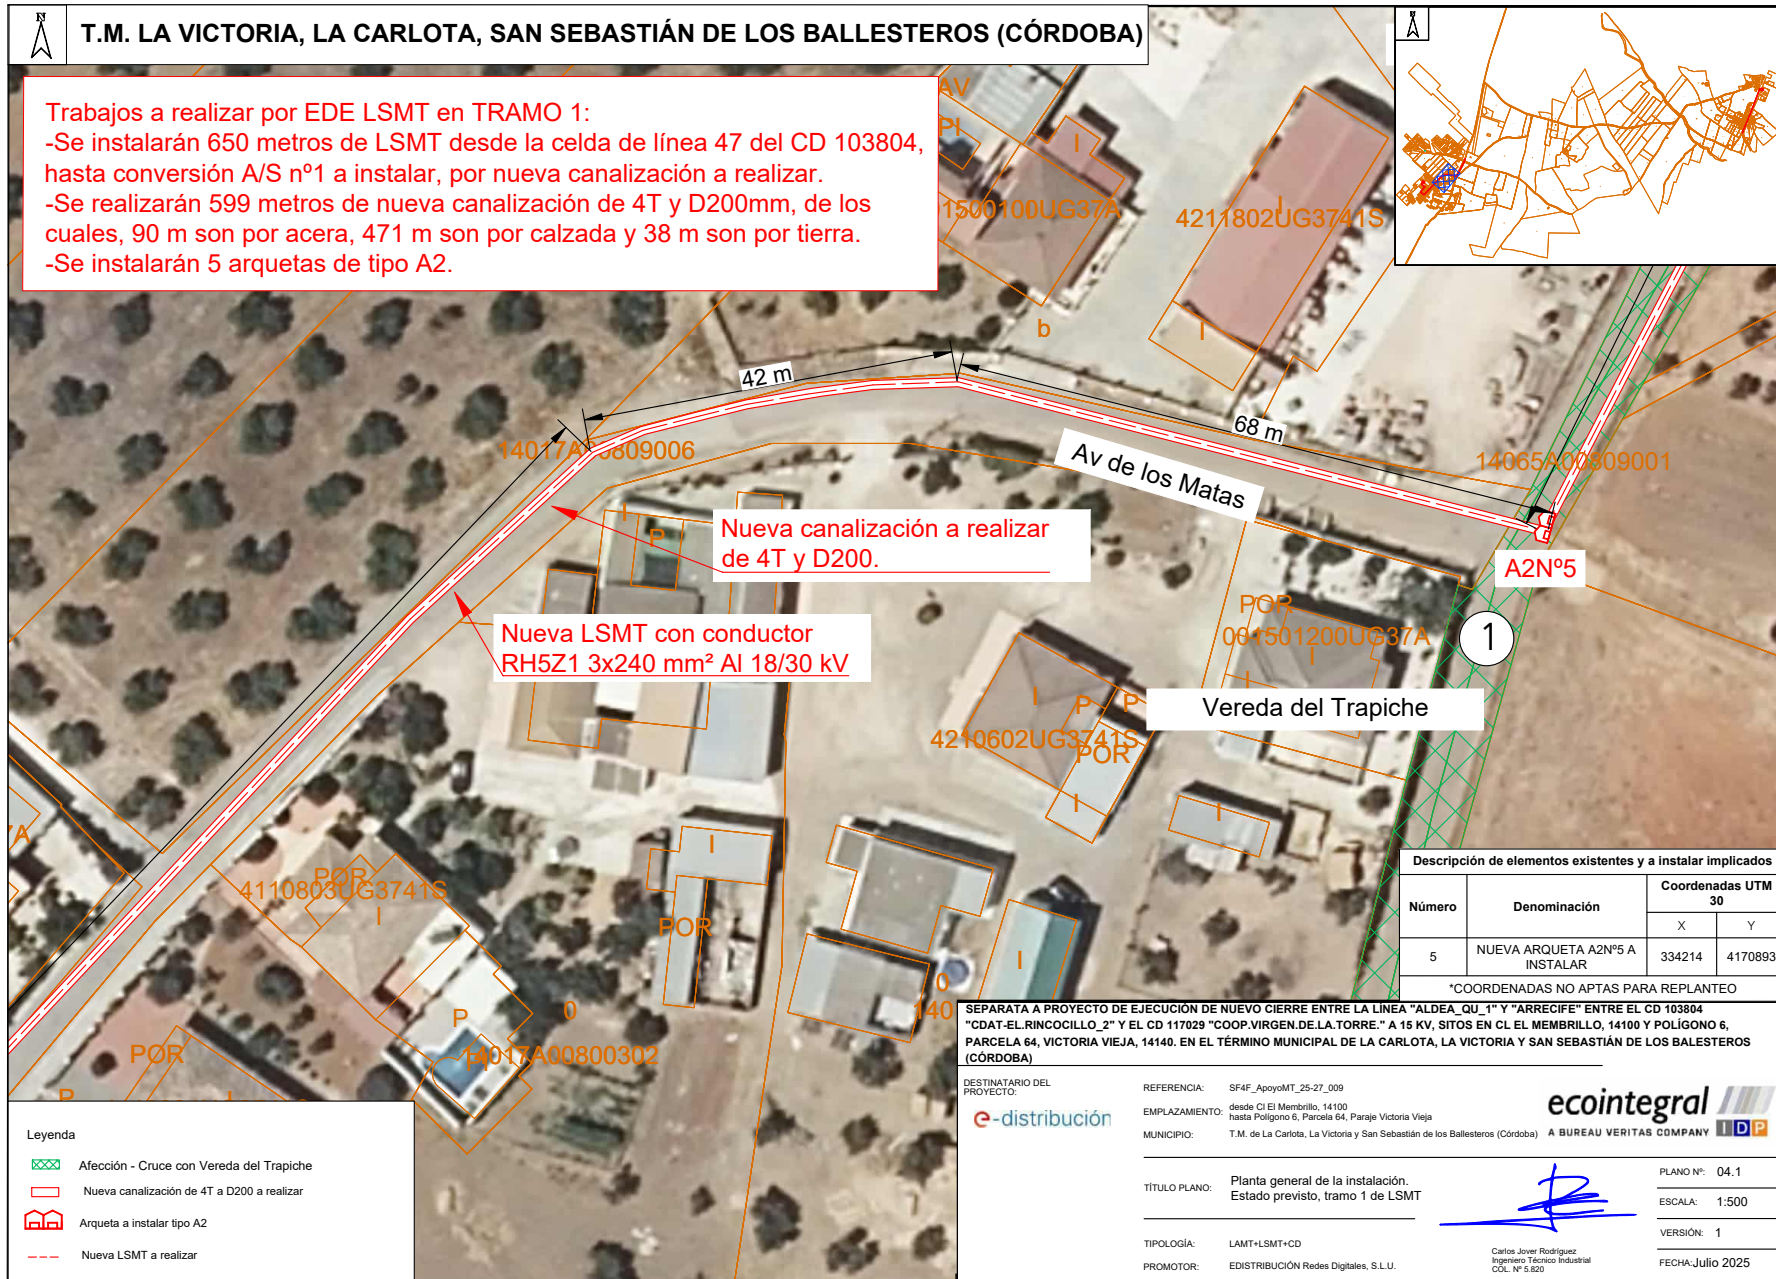 T.M. LA VICTORIA, LA CARLOTA, SAN SEBASTIÁN DE LOS BALLESTEROS (CÓRDOBA)
Trabajos a realizar por EDE LSMT en TRAMO 1:
-Se instalarán 650 metros de LSMT desde la celda de línea 47 del CD 103804,
hasta conversión A/S nº1 a instalar, por nueva canalización a realizar.
-Se realizarán 599 metros de nueva canalización de 4T y D200mm, de los
cuales, 90 m son por acera, 471 m son por calzada y 38 m son por tierra.
-Se instalarán 5 arquetas de tipo A2.
N
N
AV
PI
I
1500100UG37A
I
4211802UG3741S
b
I
42 m
68 m
14017A00809006
Av de los Matas
14065A00809001
I
P
Nueva canalización a realizar
de 4T y D200.
A2Nº5
Nueva LSMT con conductor
RH5Z1 3x240 mm² Al 18/30 kV
POR
001501200UG37A
I
I
1
I
P
P
Vereda del Trapiche
4210602UG3741S
POR
I
I
I
7A
POR
4110803UG3741S
I
POR
I
0
140
0
P
PI
14017A00800302
POR
P
I
Descripción de elementos existentes y a instalar implicados
Número
Denominación
Coordenadas UTM
30
X
Y
5
NUEVA ARQUETA A2Nº5 A
INSTALAR
334214
4170893
*COORDENADAS NO APTAS PARA REPLANTEO
SEPARATA A PROYECTO DE EJECUCIÓN DE NUEVO CIERRE ENTRE LA LÍNEA "ALDEA_QU_1" Y "ARRECIFE" ENTRE EL CD 103804
"CDAT-EL.RINCOCILLO_2" Y EL CD 117029 "COOP.VIRGEN.DE.LA.TORRE." A 15 KV, SITOS EN CL EL MEMBRILLO, 14100 Y POLÍGONO 6,
PARCELA 64, VICTORIA VIEJA, 14140. EN EL TÉRMINO MUNICIPAL DE LA CARLOTA, LA VICTORIA Y SAN SEBASTIÁN DE LOS BALESTEROS
(CÓRDOBA)
DESTINATARIO DEL
PROYECTO:
e-distribución
REFERENCIA: SF4F_ApoyoMT_25-27_009
EMPLAZAMIENTO: desde Cl El Membrillo, 14100
hasta Polígono 6, Parcela 64, Paraje Victoria Vieja
MUNICIPIO: T.M. de La Carlota, La Victoria y San Sebastián de los Ballesteros (Córdoba)
ecointegral
A BUREAU VERITAS COMPANY IDP
TÍTULO PLANO: Planta general de la instalación.
Estado previsto, tramo 1 de LSMT
TIPOLOGÍA: LAMT+LSMT+CD
PROMOTOR: EDISTRIBUCIÓN Redes Digitales, S.L.U.
Carlos Jover Rodríguez
Ingeniero Técnico Industrial
COL. Nº 5.820
PLANO Nº: 04.1
ESCALA: 1:500
VERSIÓN: 1
FECHA: Julio 2025
Leyenda
Afección - Cruce con Vereda del Trapiche
Nueva canalización de 4T a D200 a realizar
Arqueta a instalar tipo A2
Nueva LSMT a realizar